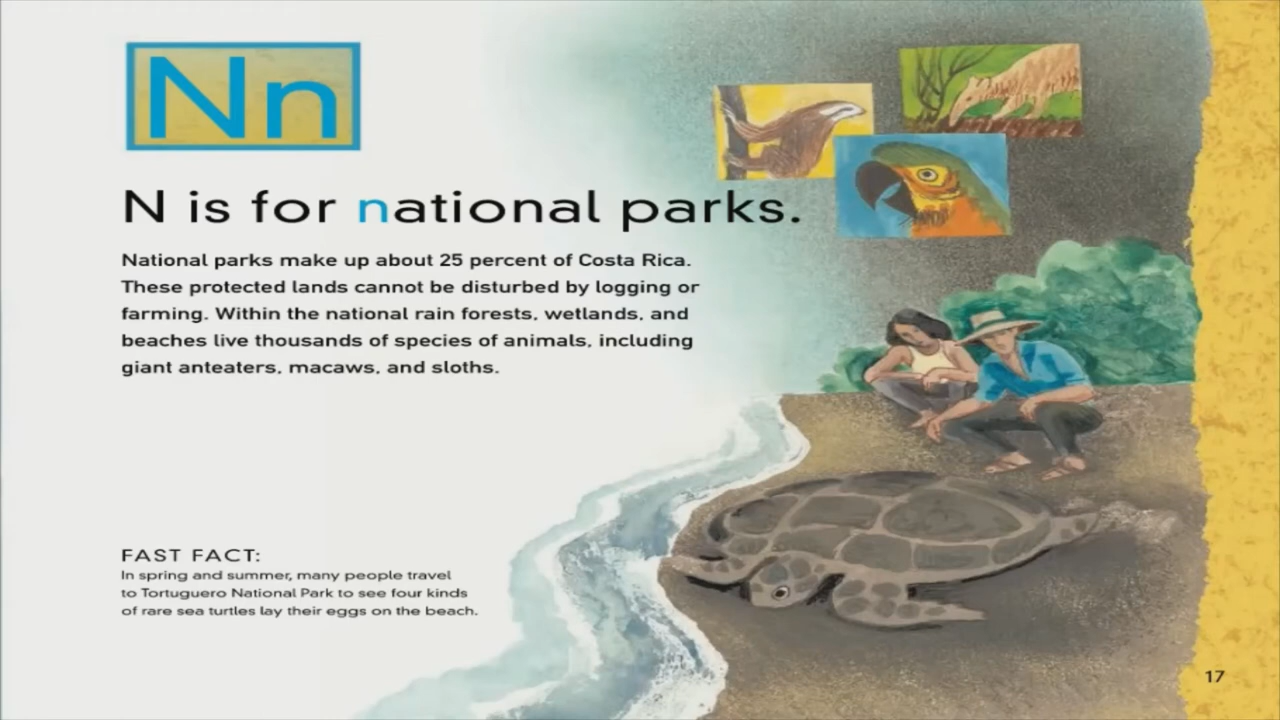 Nn
N is for national parks.
National parks make up about 25 percent of Costa Rica.
These protected lands cannot be disturbed by logging or
farming. Within the national rain forests, wetlands, and
beaches live thousands of species of animals, including
giant anteaters, macaws, and sloths.
FAST FACT:
In spring and summer, many people travel
to Tortuguero National Park to see four kinds
of rare sea turtles lay their eggs on the beach.
17